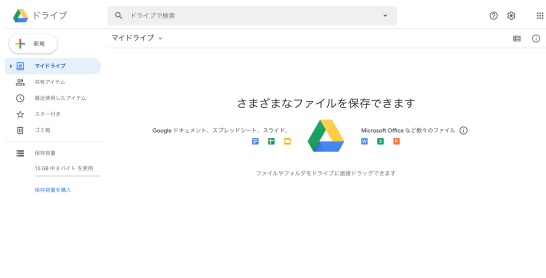 ドライブ
ドライブで検索
新規
マイドライブ
マイドライブ
共有アイテム
最近使用したアイテム
スター付き
ゴミ箱
保存容量
15 GB 中 0 バイト を使用
保存容量を購入
さまざまなファイルを保存できます
Google ドキュメント、スプレッドシート、スライド、
Microsoft Office など数々のファイル
ファイルやフォルダをドライブに直接ドラッグできます